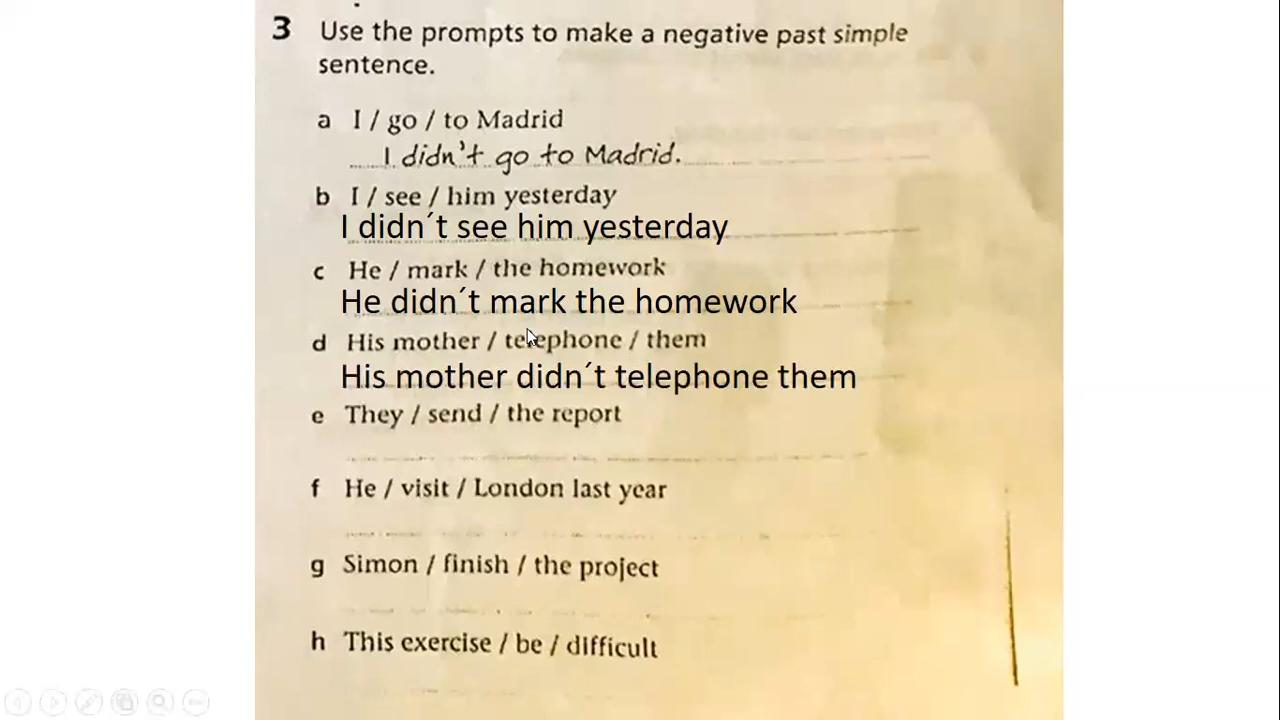 3 Use the prompts to make a negative past simple
sentence.
a I / go / to Madrid
I didn't go to Madrid.
b I / see / him yesterday
I didn´t see him yesterday
c He / mark / the homework
He didn´t mark the homework
d His mother / telephone / them
His mother didn´t telephone them
e They / send / the report
f He / visit / London last year
g Simon / finish / the project
h This exercise / be / difficult